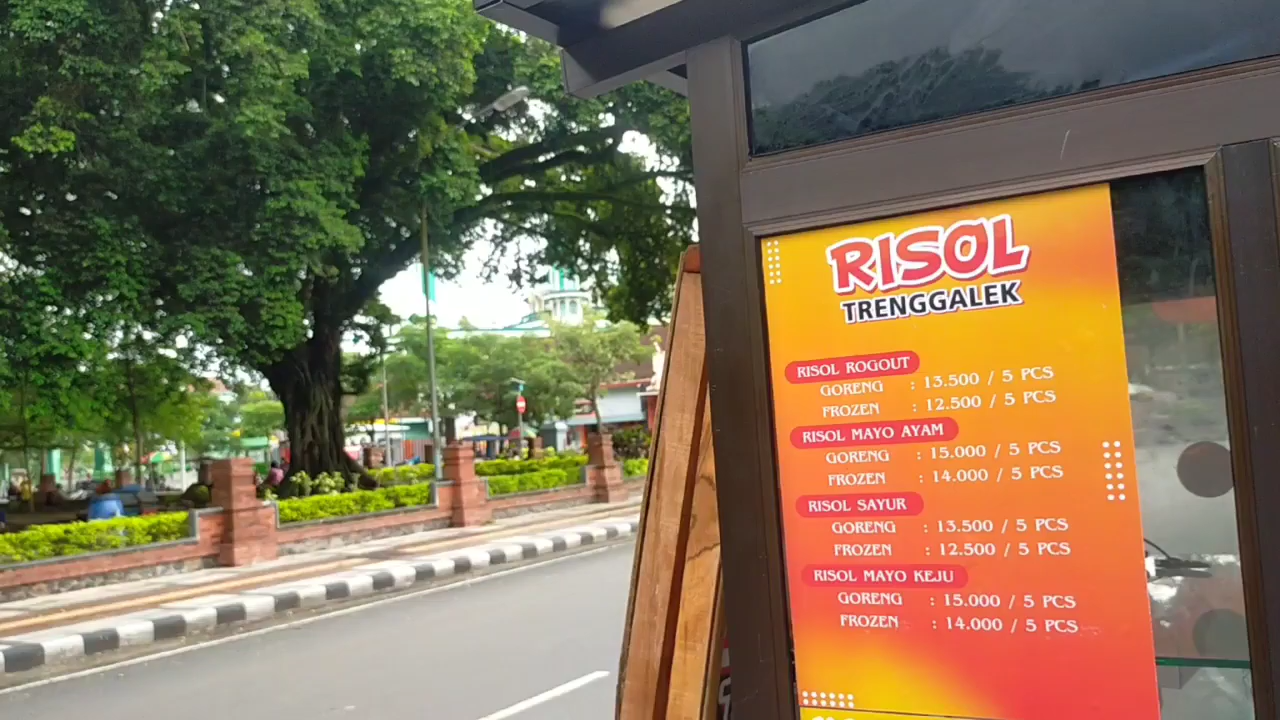 RISOL
TRENGGALEK
RISOL ROGOUT
GORENG : 13.500 / 5 PCS
FROZEN : 12.500 / 5 PCS
RISOL MAYO AYAM
GORENG : 15.000 / 5 PCS
FROZEN : 14.000 / 5 PCS
RISOL SAYUR
GORENG : 13.500 / 5 PCS
FROZEN : 12.500 / 5 PCS
RISOL MAYO KEJU
GORENG : 15.000 / 5 PCS
FROZEN : 14.000 / 5 PCS